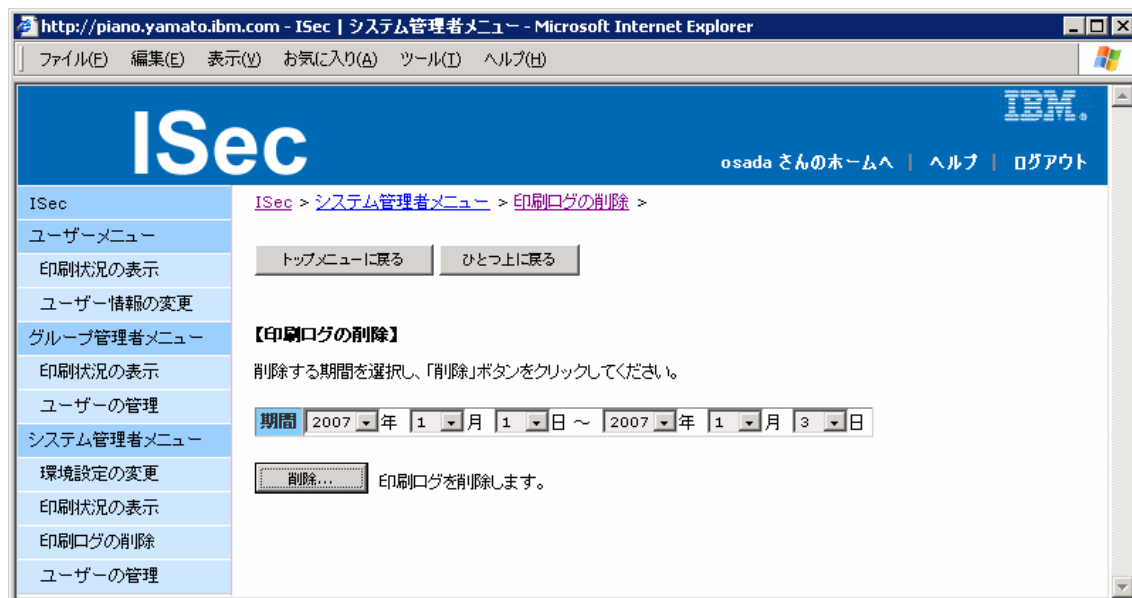 http://piano.yamato.ibm.com - ISec | システム管理者メニュー - Microsoft Internet Explorer
ファイル(F) 編集(E) 表示(V) お気に入り(A) ツール(T) ヘルプ(H)
IBM®
ISec
osada さんのホームへ | ヘルプ | ログアウト
ISec
ユーザーメニュー
印刷状況の表示
ユーザー情報の変更
グループ管理者メニュー
印刷状況の表示
ユーザーの管理
システム管理者メニュー
環境設定の変更
印刷状況の表示
印刷ログの削除
ユーザーの管理
ISec > システム管理者メニュー > 印刷ログの削除 >
トップメニューに戻る ひとつ上に戻る
【印刷ログの削除】
削除する期間を選択し、「削除」ボタンをクリックしてください。
期間 2007 年 1 月 1 日 ～ 2007 年 1 月 3 日
削除... 印刷ログを削除します。